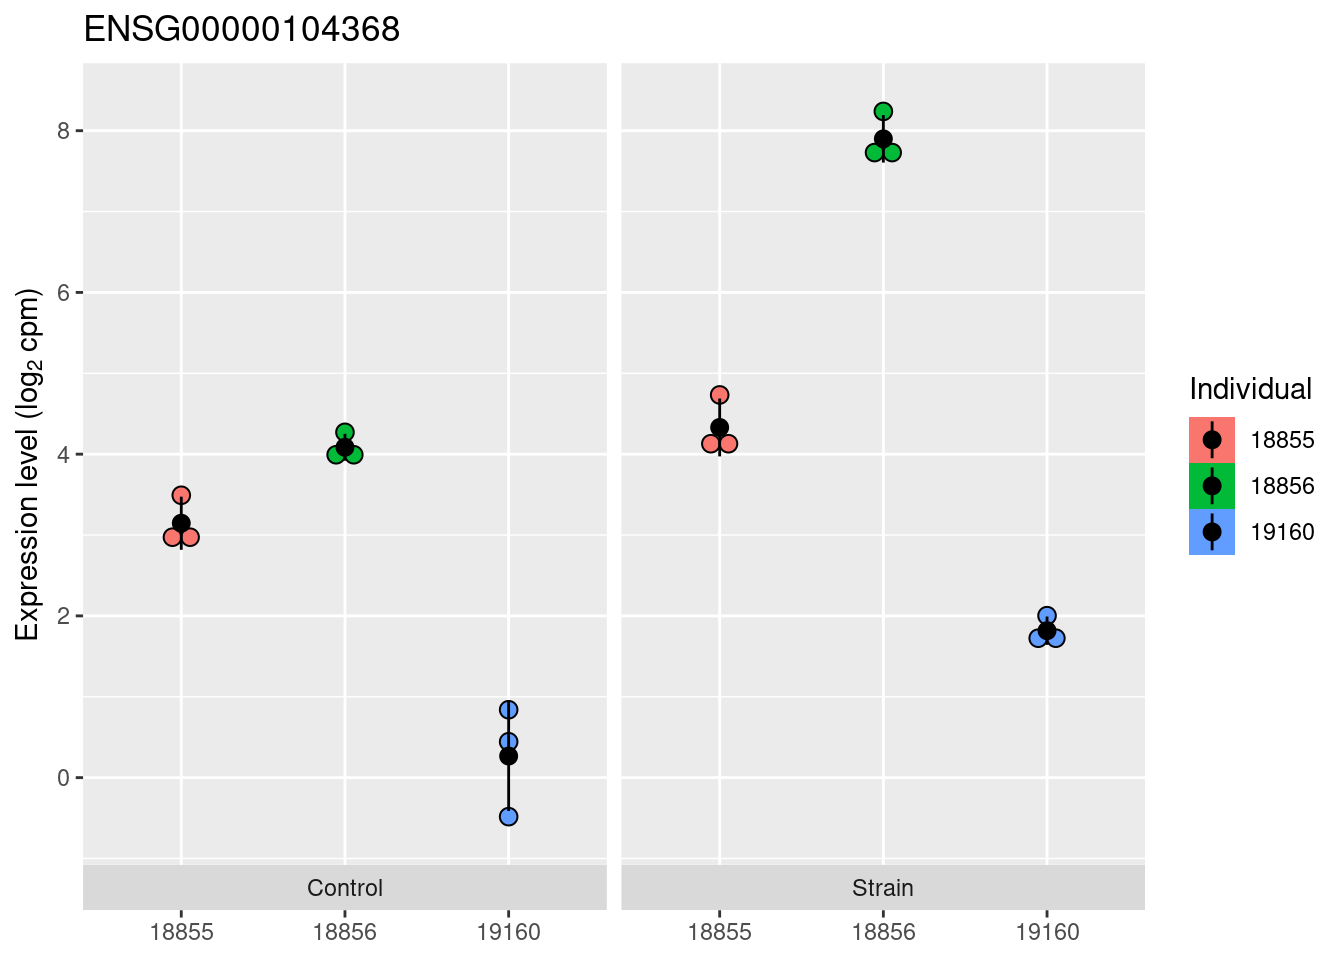 ENSG00000104368
Expression level (log₂ cpm)
8
6
4
2
0
Control
Strain
18855
18856
19160
18855
18856
19160
Individual
18855
18856
19160